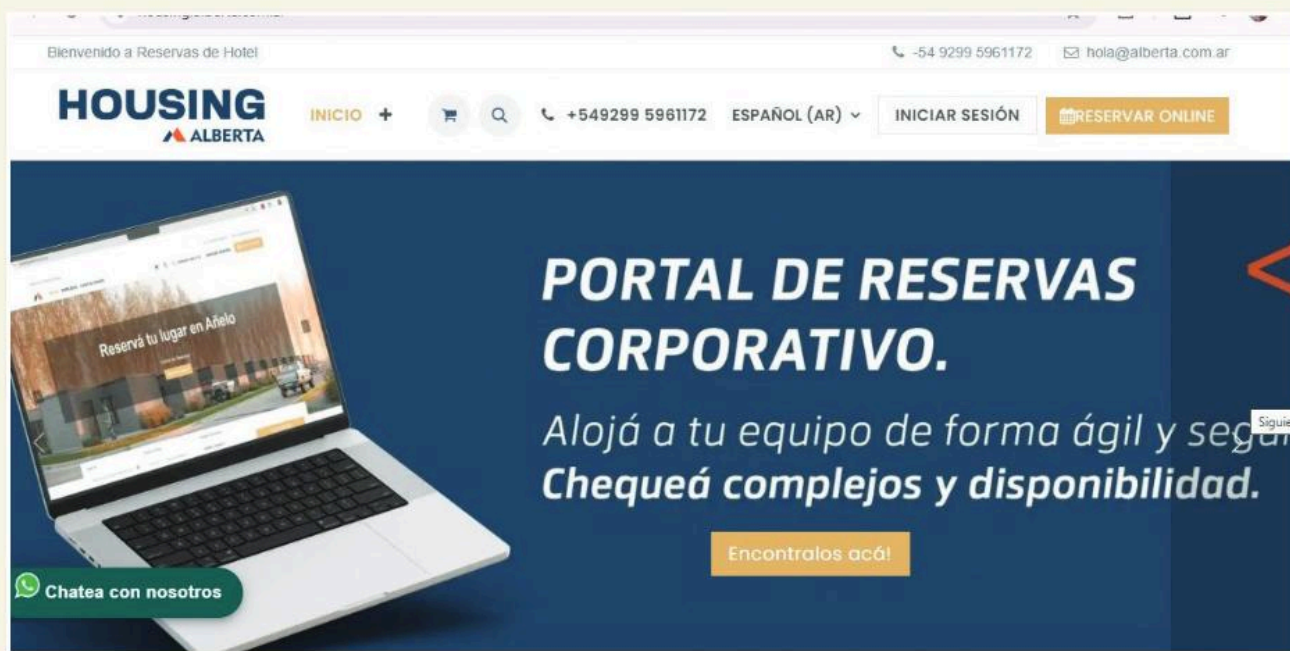 Bienvenido a Reservas de Hotel
-54 9299 5961172
hola@alberta.com.ar
HOUSING
ALBERTA
INICIO +
+549299 5961172
ESPAÑOL (AR)
INICIAR SESIÓN
RESERVAR ONLINE
Reservá tu lugar en Añelo
PORTAL DE RESERVAS
CORPORATIVO.
Alojá a tu equipo de forma ágil y
Chequeá complejos y disponibilidad.
Encontralos acá!
Chatea con nosotros